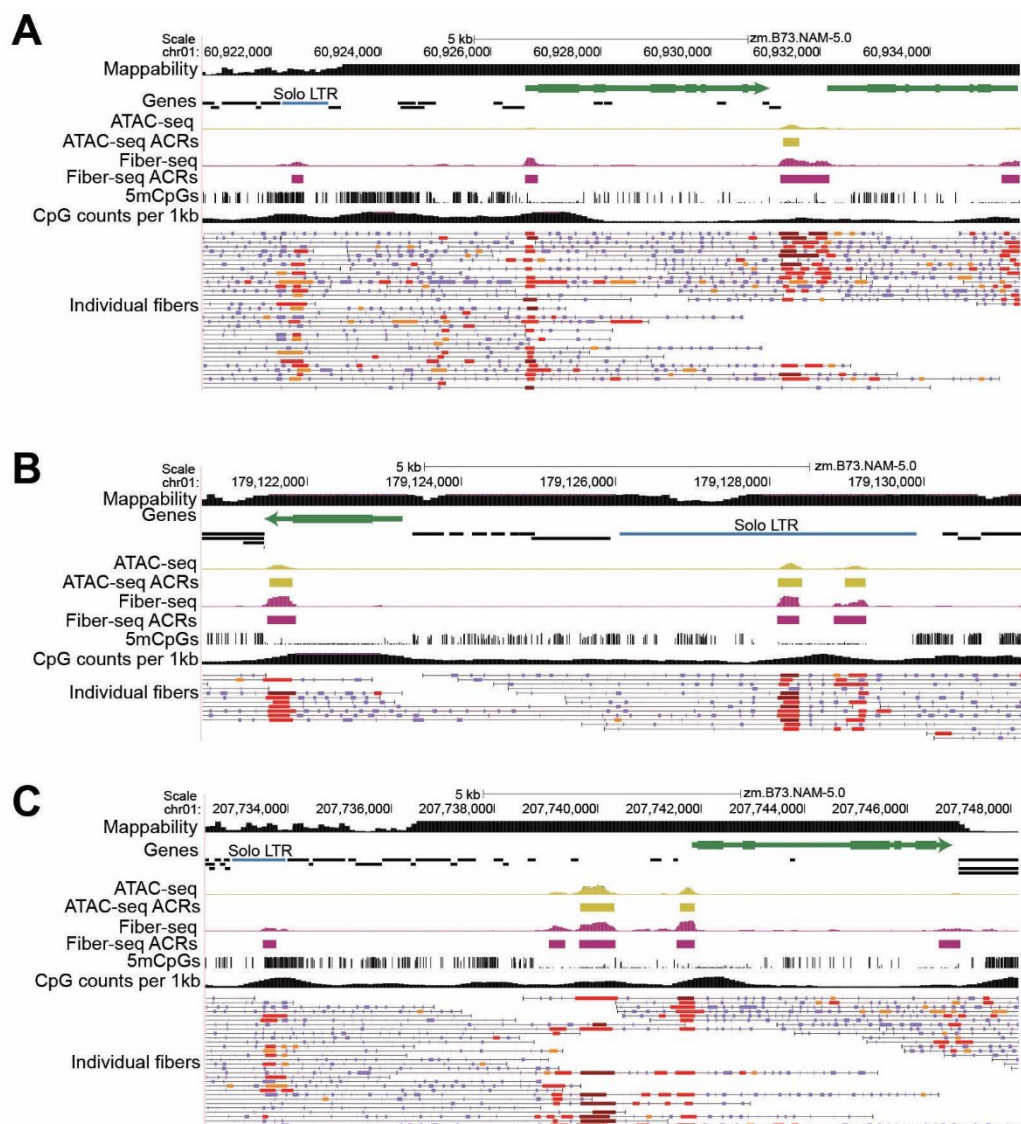 A
Scale 5 kb zm.B73.NAM-5.0
chr01: 60,922,000 60,924,000 60,926,000 60,928,000 60,930,000 60,932,000 60,934,000
Mappability
Genes Solo LTR
ATAC-seq
ATAC-seq ACRs
Fiber-seq
Fiber-seq ACRs
5mCpGs
CpG counts per 1kb
Individual fibers
B
Scale 5 kb zm.B73.NAM-5.0
chr01: 179,122,000 179,124,000 179,126,000 179,128,000 179,130,000
Mappability
Genes
Solo LTR
ATAC-seq
ATAC-seq ACRs
Fiber-seq
Fiber-seq ACRs
5mCpGs
CpG counts per 1kb
Individual fibers
C
Scale 5 kb zm.B73.NAM-5.0
chr01: 207,734,000 207,736,000 207,738,000 207,740,000 207,742,000 207,744,000 207,746,000 207,748,000
Mappability
Genes Solo LTR
ATAC-seq
ATAC-seq ACRs
Fiber-seq
Fiber-seq ACRs
5mCpGs
CpG counts per 1kb
Individual fibers